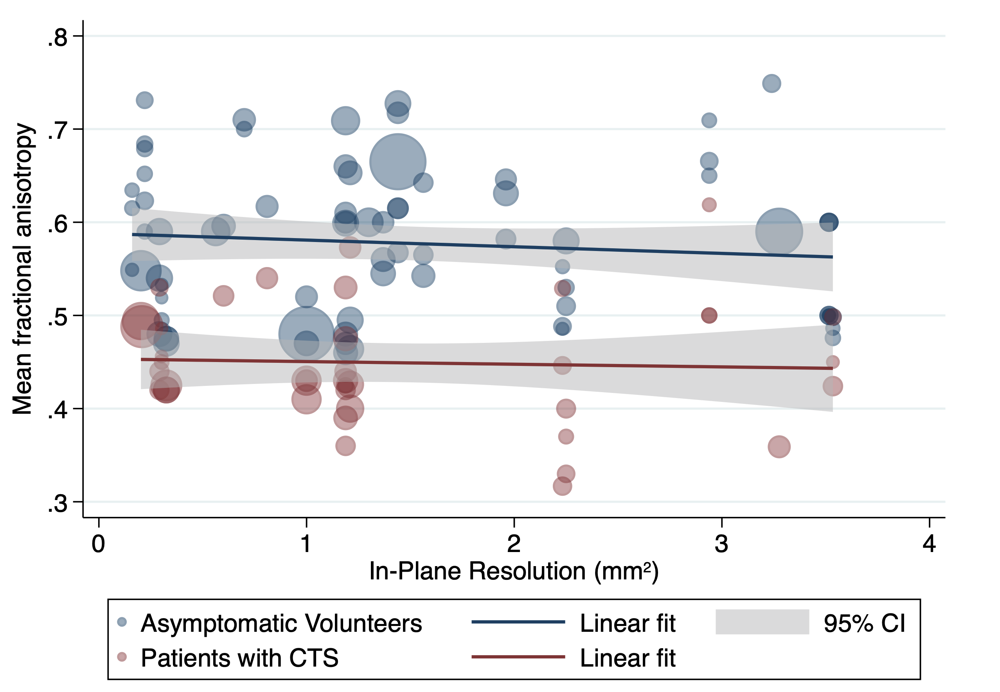 Mean fractional anisotropy
.8
.7
.6
.5
.4
.3
0 1 2 3 4
In-Plane Resolution (mm²)
Asymptomatic Volunteers Linear fit 95% CI
Patients with CTS Linear fit